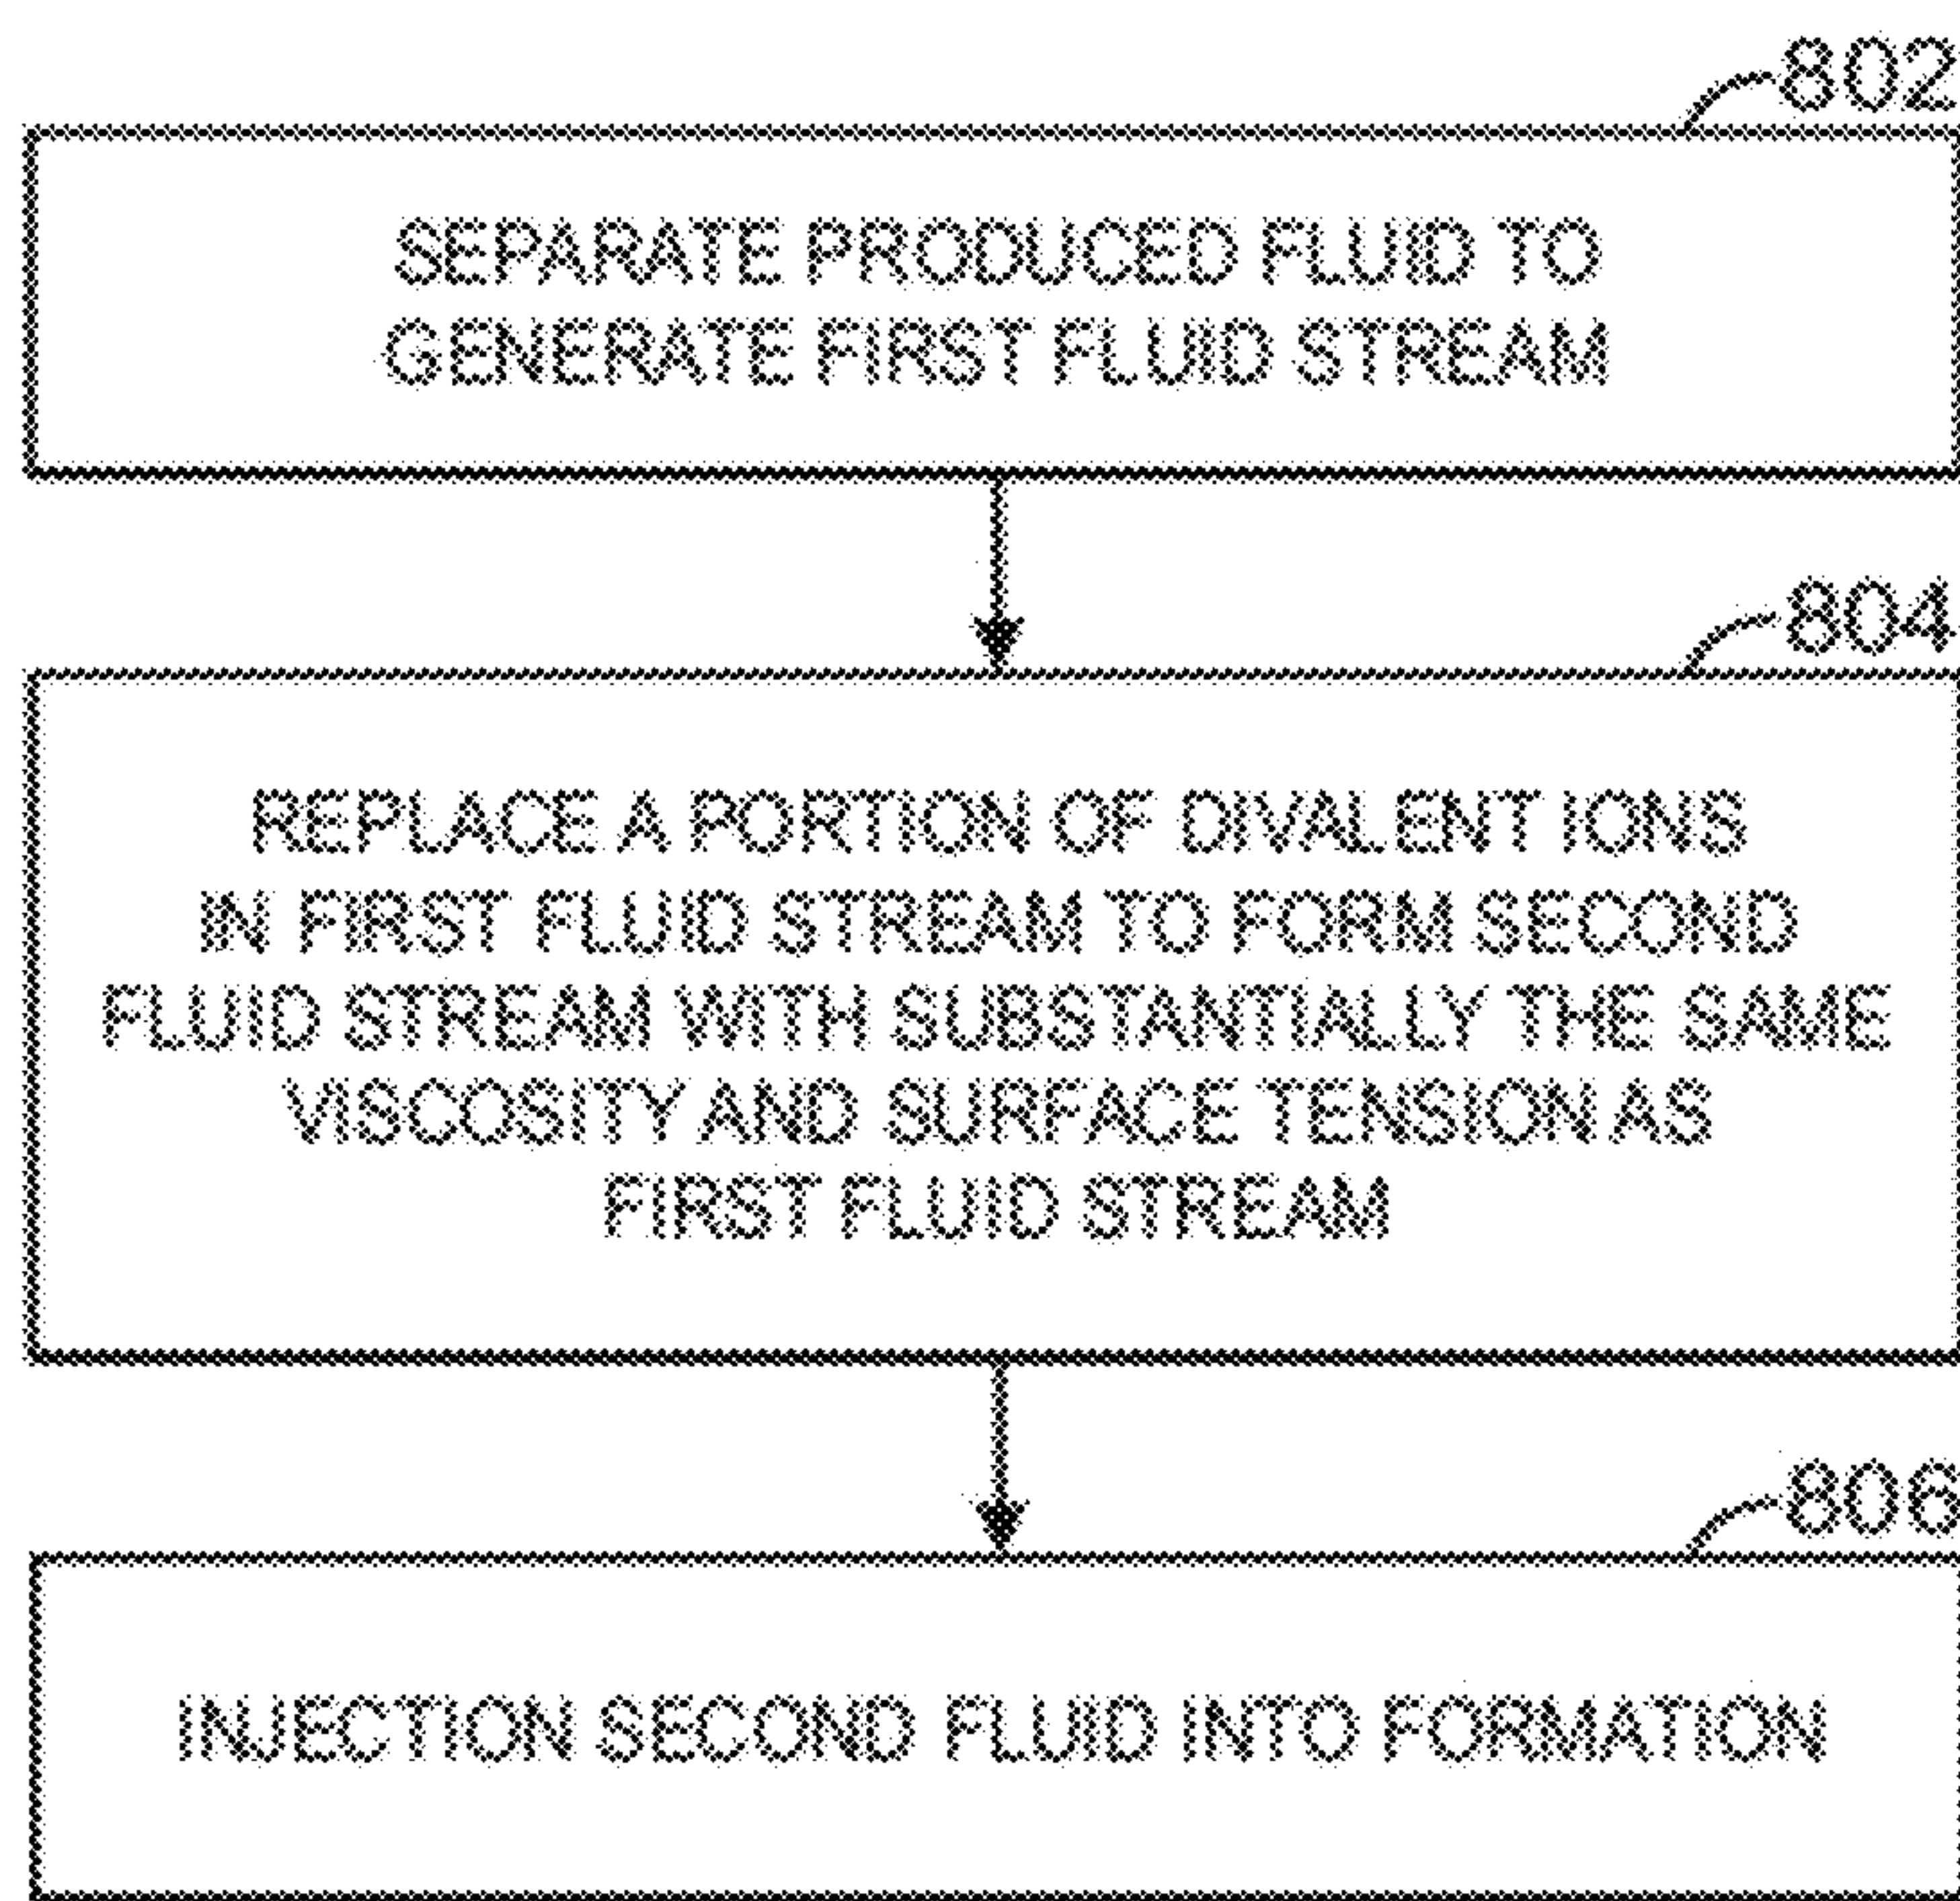 802
SEPARATE PRODUCED FLUID TO
GENERATE FIRST FLUID STREAM
804
REPLACE A PORTION OF DIVALENT IONS
IN FIRST FLUID STREAM TO FORM SECOND
FLUID STREAM WITH SUBSTANTIALLY THE SAME
VISCOSITY AND SURFACE TENSION AS
FIRST FLUID STREAM
806
INJECTION SECOND FLUID INTO FORMATION